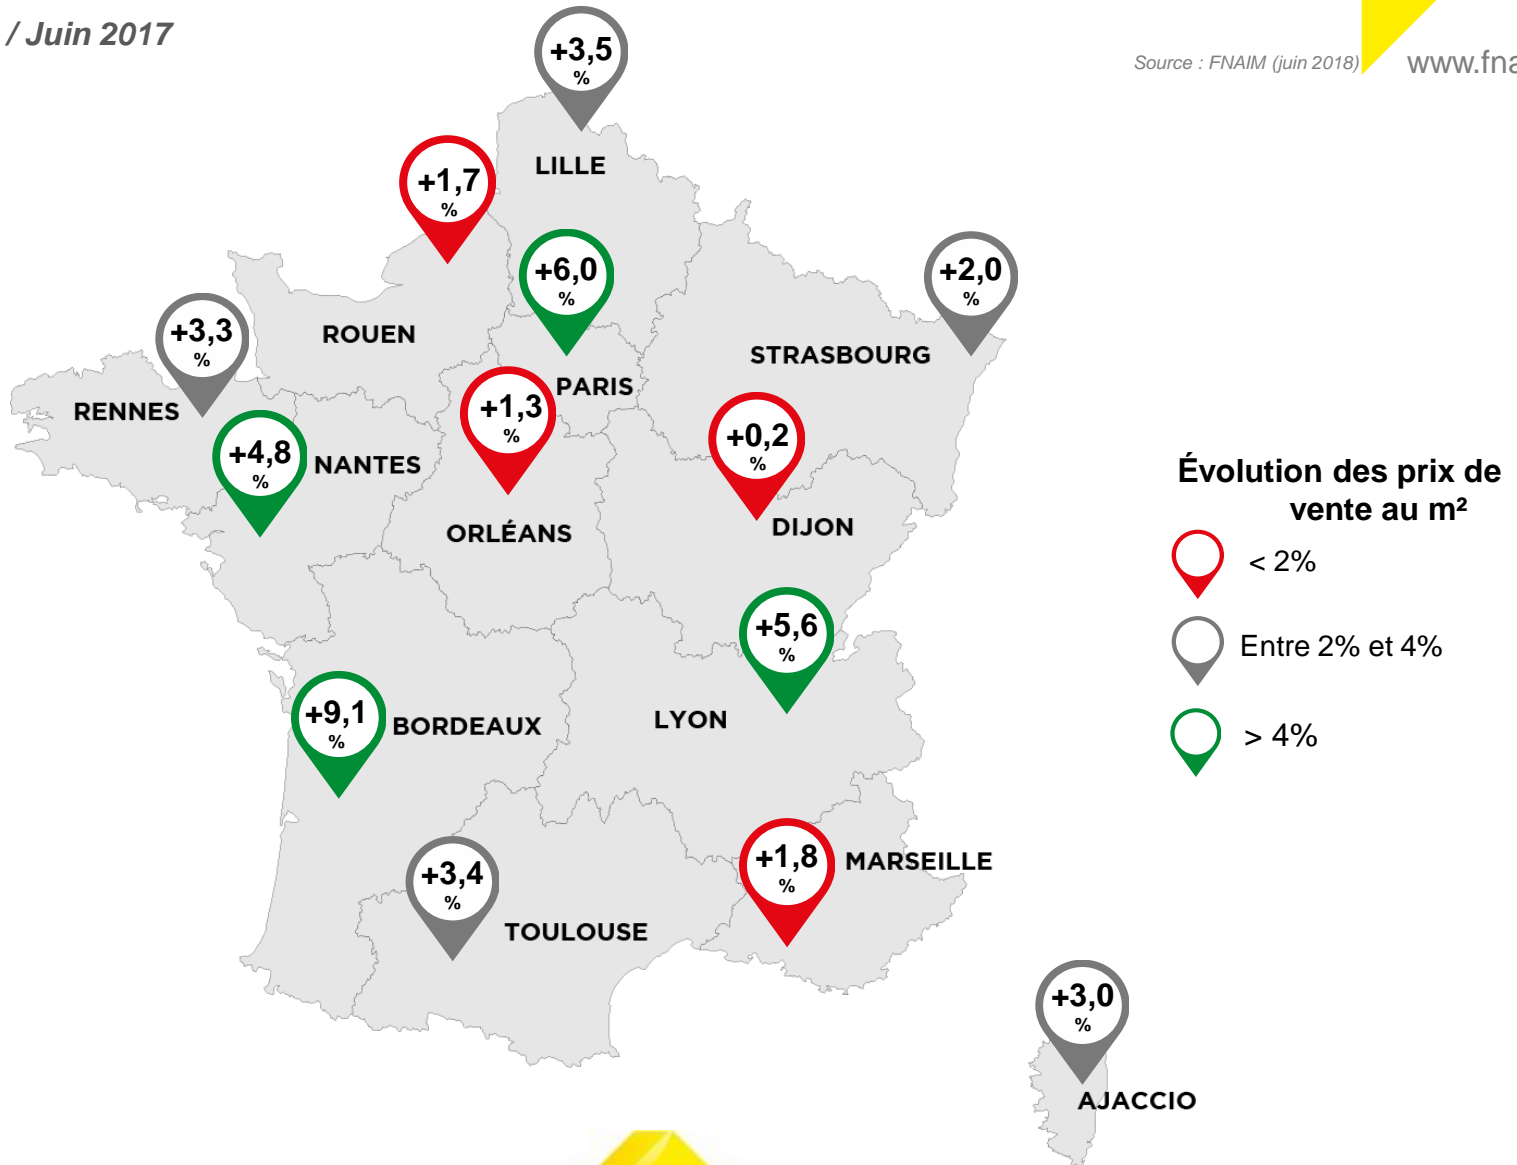 / Juin 2017
Source : FNAIM (juin 2018)
www.fna
+3,5
%
LILLE
+1,7
%
+6,0
%
+2,0
%
ROUEN
+3,3
%
STRASBOURG
PARIS
RENNES
+1,3
%
+0,2
%
+4,8
%
NANTES
ORLÉANS
DIJON
Évolution des prix de
vente au m²
< 2%
Entre 2% et 4%
> 4%
+5,6
%
LYON
+9,1
%
BORDEAUX
+1,8
%
MARSEILLE
+3,4
%
TOULOUSE
+3,0
%
AJACCIO